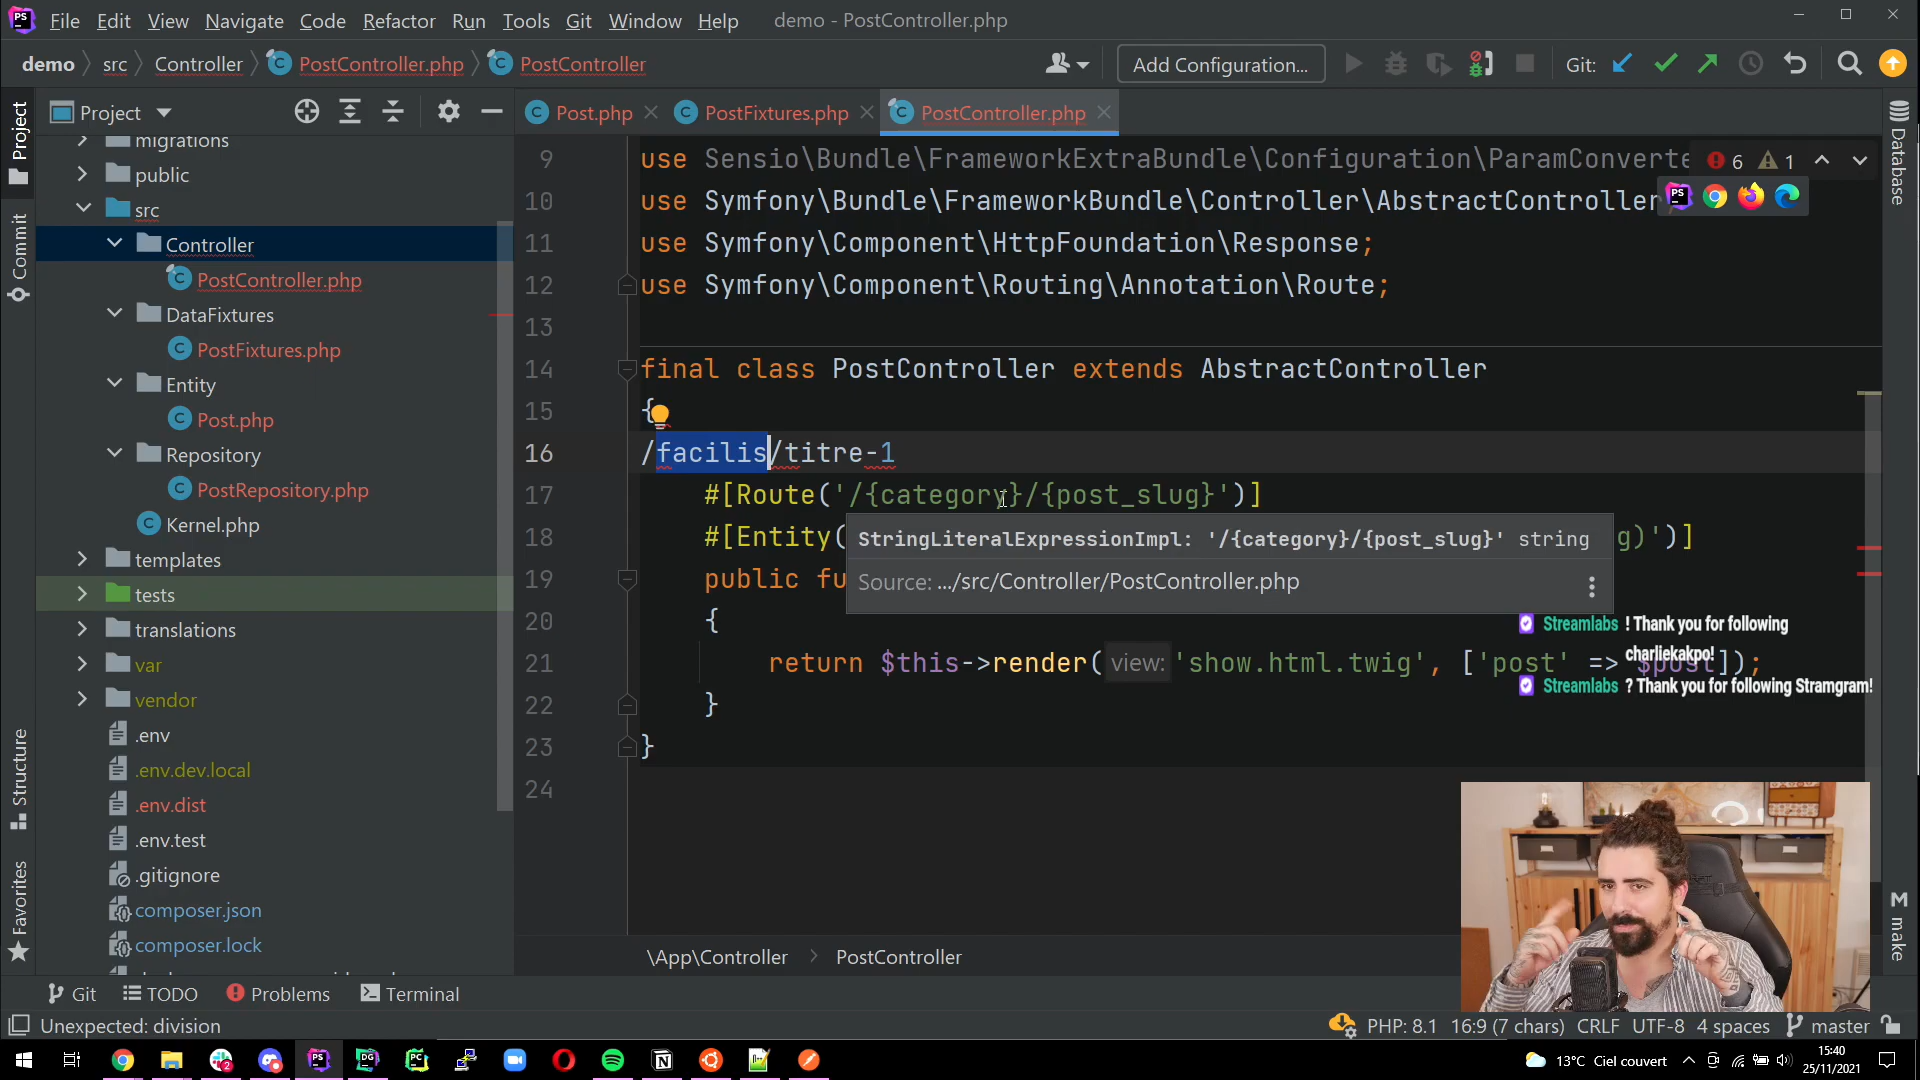 File Edit View Navigate Code Refactor Run Tools Git Window Help demo - PostController.php
demo src Controller PostController.php PostController Add Configuration... Git:
Project Post.php PostFixtures.php PostController.php
Project
Commit
Structure
Favorites
migrations
public
src
Controller
PostController.php
DataFixtures
PostFixtures.php
Entity
Post.php
Repository
PostRepository.php
Kernel.php
templates
tests
translations
var
vendor
.env
.env.dev.local
.env.dist
.env.test
.gitignore
composer.json
composer.lock
9 use Sensio\Bundle\FrameworkExtraBundle\Configuration\ParamConverte 6 1
10 use Symfony\Bundle\FrameworkBundle\Controller\AbstractController;
11 use Symfony\Component\HttpFoundation\Response;
12 use Symfony\Component\Routing\Annotation\Route;
13
14 final class PostController extends AbstractController
15 {
16 /facilis/titre-1
17 #[Route('/{category}/{post_slug}')]
18 #[Entity( g)')]
StringLiteralExpressionImpl: '/{category}/{post_slug}' string
19 public fu
Source: .../src/Controller/PostController.php
20 {
21 return $this->render( view: 'show.html.twig', ['post' => $post]);
22 }
23 }
24
Streamlabs ! Thank you for following
charliekakpo!
Streamlabs ? Thank you for following Stramgram!
Database
make
\App\Controller PostController
Git TODO Problems Terminal
Unexpected: division PHP: 8.1 16:9 (7 chars) CRLF UTF-8 4 spaces master
13°C Ciel couvert 15:40
25/11/2021